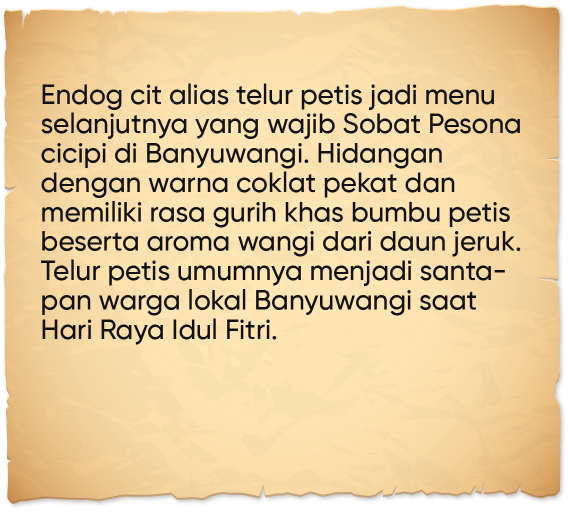 Endog cit alias telur petis jadi menu
selanjutnya yang wajib Sobat Pesona
cicipi di Banyuwangi. Hidangan
dengan warna coklat pekat dan
memiliki rasa gurih khas bumbu petis
beserta aroma wangi dari daun jeruk.
Telur petis umumnya menjadi santa-
pan warga lokal Banyuwangi saat
Hari Raya Idul Fitri.